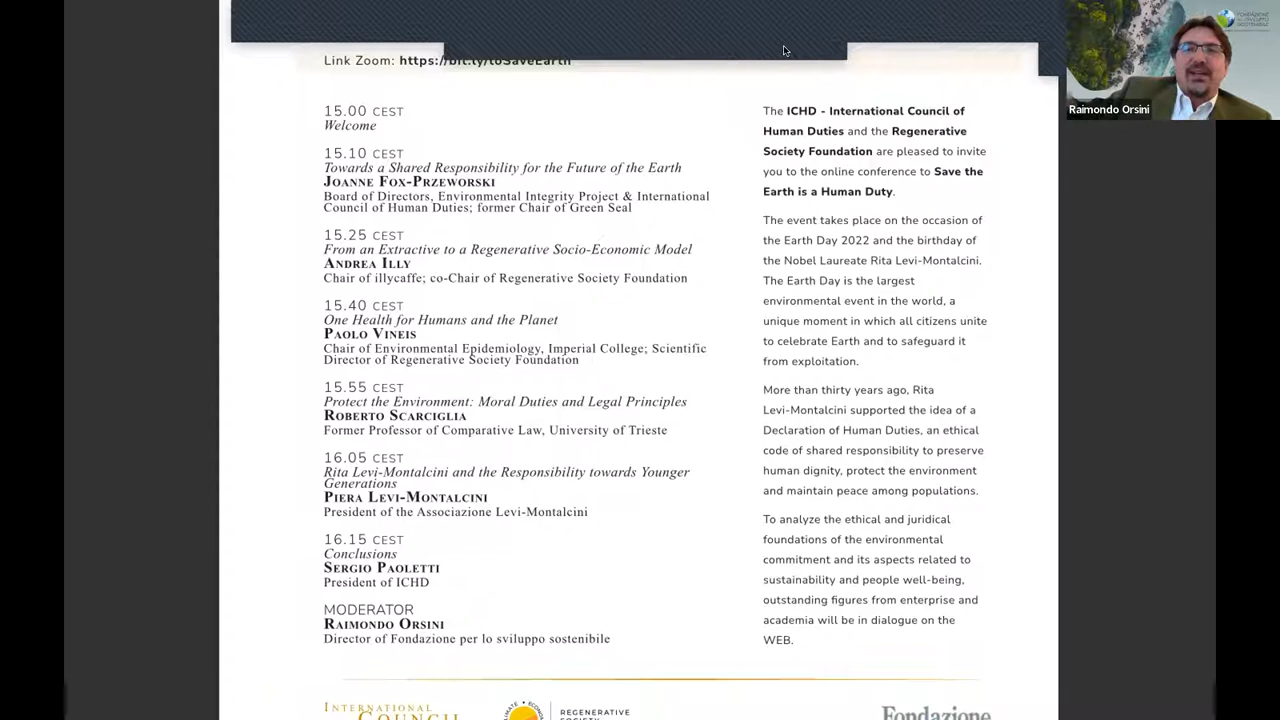 Link Zoom: https://bit.ly/toSaveEarth
15.00 CEST
Welcome
15.10 CEST
Towards a Shared Responsibility for the Future of the Earth
JOANNE FOX-PRZEWORSKI
Board of Directors, Environmental Integrity Project & International
Council of Human Duties; former Chair of Green Seal
15.25 CEST
From an Extractive to a Regenerative Socio-Economic Model
ANDREA ILLY
Chair of illycaffe; co-Chair of Regenerative Society Foundation
15.40 CEST
One Health for Humans and the Planet
PAOLO VINEIS
Chair of Environmental Epidemiology, Imperial College; Scientific
Director of Regenerative Society Foundation
15.55 CEST
Protect the Environment: Moral Duties and Legal Principles
ROBERTO SCARCIGLIA
Former Professor of Comparative Law, University of Trieste
16.05 CEST
Rita Levi-Montalcini and the Responsibility towards Younger
Generations
PIERA LEVI-MONTALCINI
President of the Associazione Levi-Montalcini
16.15 CEST
Conclusions
SERGIO PAOLETTI
President of ICHD
MODERATOR
RAIMONDO ORSINI
Director of Fondazione per lo sviluppo sostenibile
The ICHD - International Council of
Human Duties and the Regenerative
Society Foundation are pleased to invite
you to the online conference to Save the
Earth is a Human Duty.
The event takes place on the occasion of
the Earth Day 2022 and the birthday of
the Nobel Laureate Rita Levi-Montalcini.
The Earth Day is the largest
environmental event in the world, a
unique moment in which all citizens unite
to celebrate Earth and to safeguard it
from exploitation.
More than thirty years ago, Rita
Levi-Montalcini supported the idea of a
Declaration of Human Duties, an ethical
code of shared responsibility to preserve
human dignity, protect the environment
and maintain peace among populations.
To analyze the ethical and juridical
foundations of the environmental
commitment and its aspects related to
sustainability and people well-being,
outstanding figures from enterprise and
academia will be in dialogue on the
WEB.
INTERNATIONAL
COUNCIL
REGENERATIVE
SOCIETY
Fondazione
Raimondo Orsini